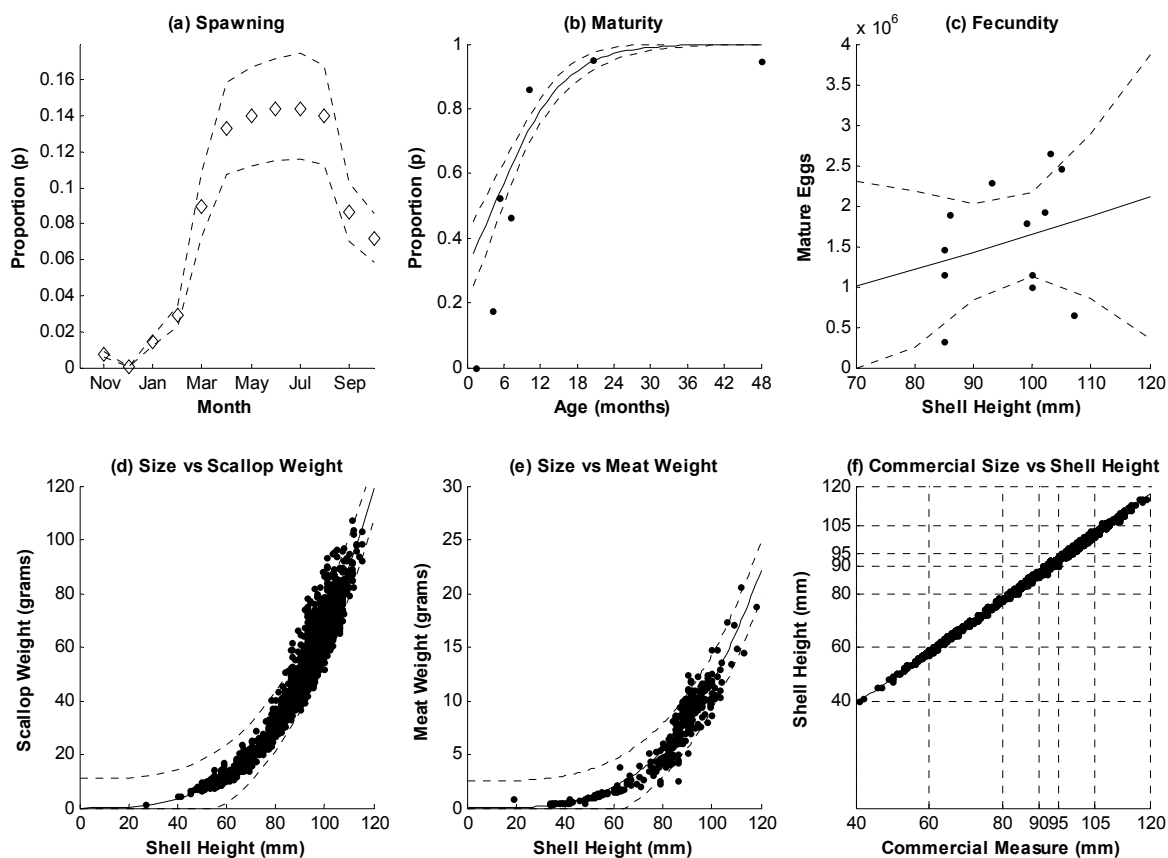 (a) Spawning
0.16
0.14
0.12
0.1
0.08
0.06
0.04
0.02
0
Proportion (p)
Nov Jan Mar May Jul Sep
Month
(b) Maturity
1
0.8
0.6
0.4
0.2
0
Proportion (p)
0 6 12 18 24 30 36 42 48
Age (months)
(c) Fecundity
x 10^6
4
3.5
3
2.5
2
1.5
1
0.5
0
Mature Eggs
70 80 90 100 110 120
Shell Height (mm)
(d) Size vs Scallop Weight
120
100
80
60
40
20
0
Scallop Weight (grams)
0 20 40 60 80 100 120
Shell Height (mm)
(e) Size vs Meat Weight
30
25
20
15
10
5
0
Meat Weight (grams)
0 20 40 60 80 100 120
Shell Height (mm)
(f) Commercial Size vs Shell Height
120
105
95
90
80
60
40
Shell Height (mm)
40 60 80 90 95 105 120
Commercial Measure (mm)